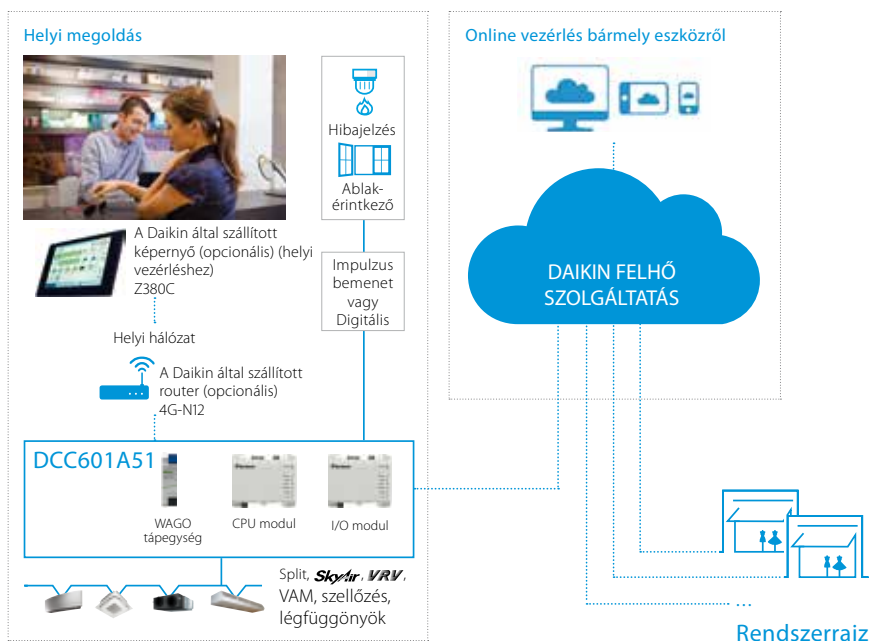 Helyi megoldás
Hibajelzés
Ablak-
érintkező
A Daikin által szállított
képernyő (opcionális) (helyi
vezérléshez)
Z380C
Impulzus
bemenet
vagy
Digitális
Helyi hálózat
A Daikin által szállított
router (opcionális)
4G-N12
DCC601A51
WAGO
tápegység
CPU modul
I/O modul
Split, SkyAir, VRV,
VAM, szellőzés,
légfüggönyök
Online vezérlés bármely eszközről
DAIKIN FELHŐ
SZOLGÁLTATÁS
...
Rendszerrajz